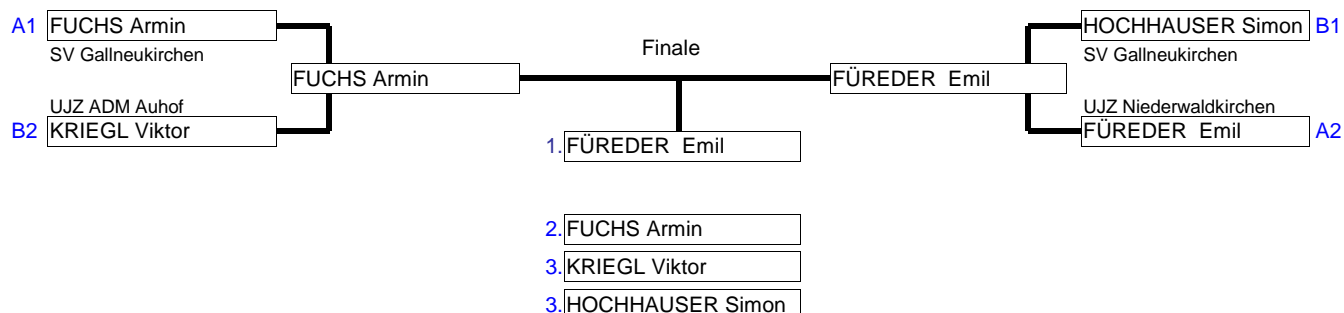 A1 FUCHS Armin
SV Gallneukirchen
HOCHHAUSER Simon B1
SV Gallneukirchen
Finale
FUCHS Armin
FÜREDER Emil
UJZ ADM Auhof
B2 KRIEGL Viktor
UJZ Niederwaldkirchen
FÜREDER Emil A2
1. FÜREDER Emil
2. FUCHS Armin
3. KRIEGL Viktor
3. HOCHHAUSER Simon